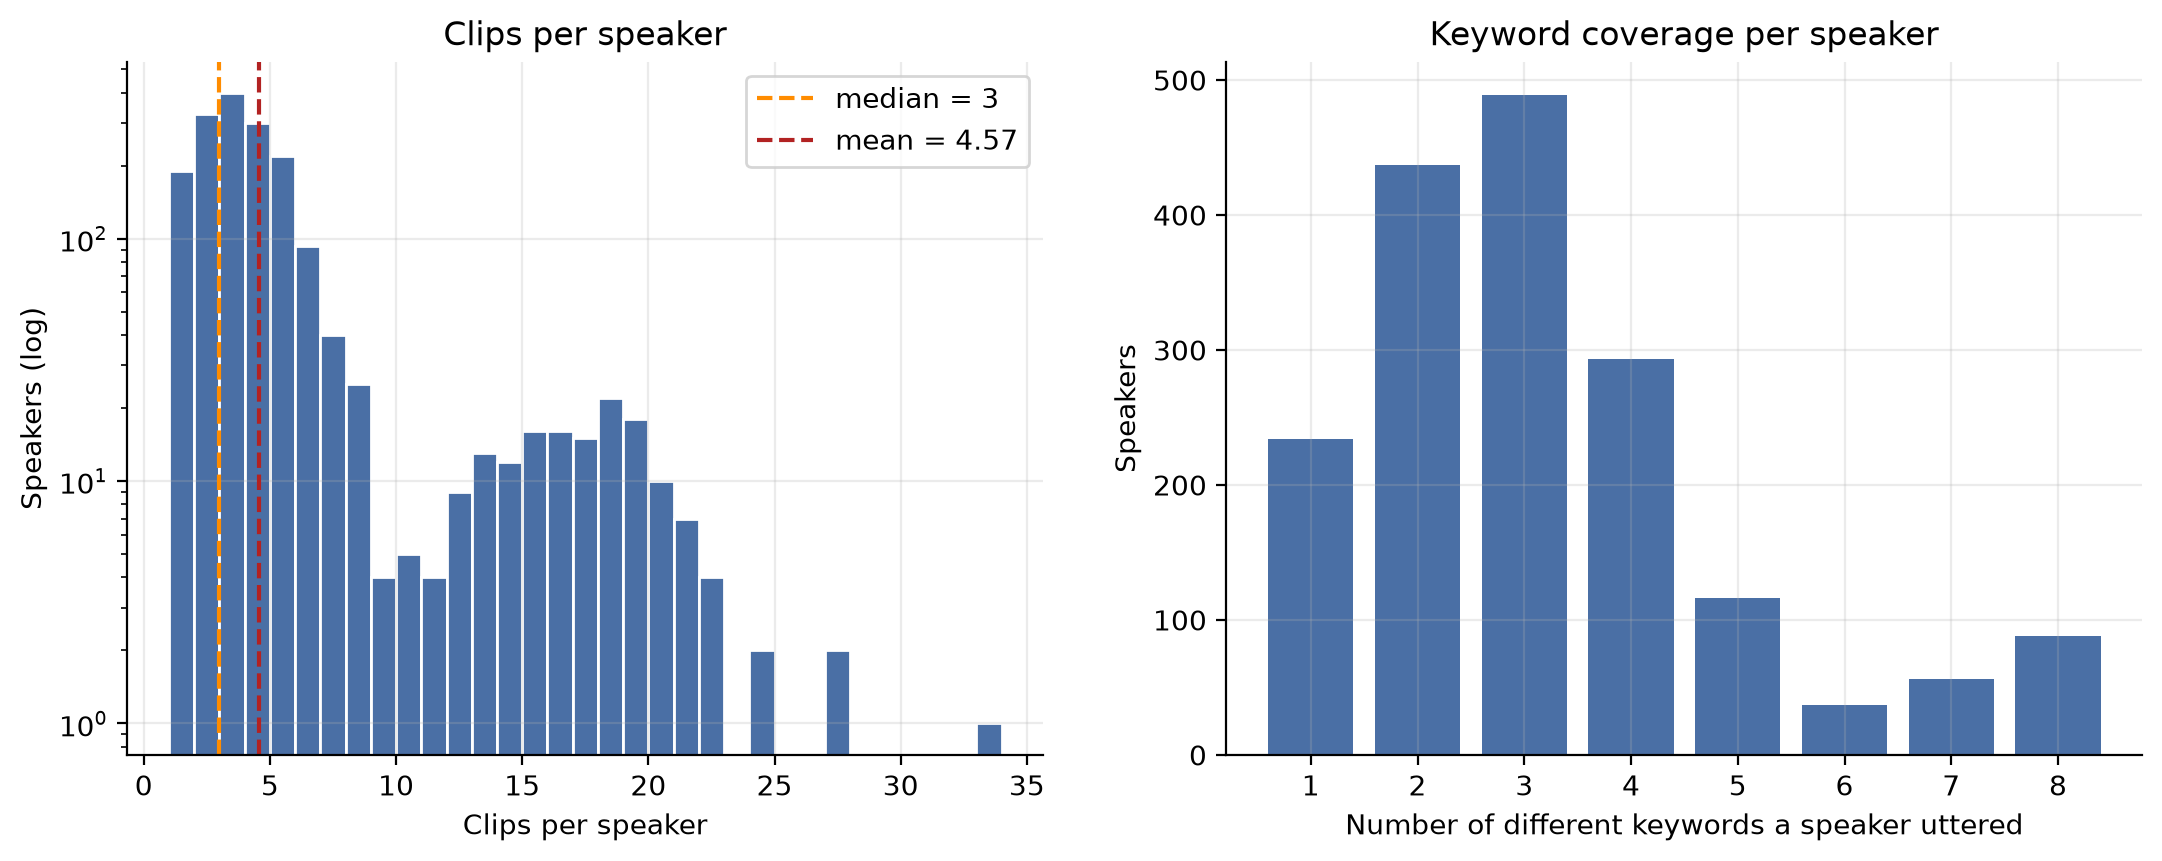 Clips per speaker
median = 3
mean = 4.57
Speakers (log)
10²
10¹
10⁰
0 5 10 15 20 25 30 35
Clips per speaker
Keyword coverage per speaker
Speakers
500
400
300
200
100
0
1 2 3 4 5 6 7 8
Number of different keywords a speaker uttered